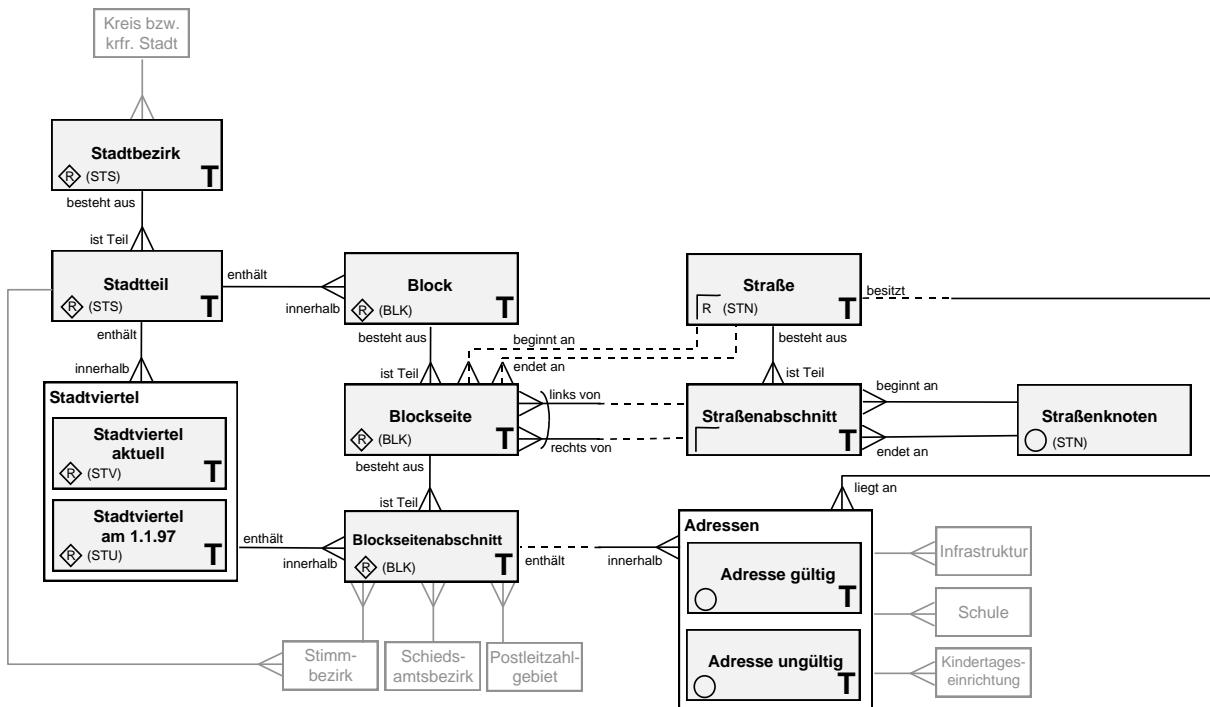 Kreis bzw.
krfr. Stadt
Stadtbezirk
R (STS) T
besteht aus
ist Teil
Stadtteil
R (STS) T
enthält
innerhalb
Block
R (BLK) T
Straße
R (STN) T
besitzt
enthält
innerhalb
besteht aus
ist Teil
beginnt an
endet an
besteht aus
ist Teil
Stadtviertel
Stadtviertel
aktuell
R (STV) T
Stadtviertel
am 1.1.97
R (STU) T
Blockseite
R (BLK) T
links von
rechts von
Straßenabschnitt
T
beginnt an
endet an
Straßenknoten
(STN)
besteht aus
ist Teil
enthält
innerhalb
Blockseitenabschnitt
R (BLK) T
enthält
innerhalb
liegt an
Adressen
Adresse gültig
T
Adresse ungültig
T
Infrastruktur
Schule
Kindertages-
einrichtung
Stimm-
bezirk
Schieds-
amtsbezirk
Postleitzahl-
gebiet